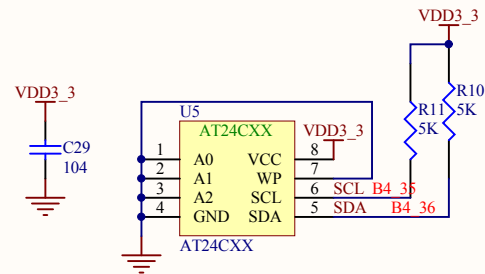 VDD3_3
VDD3_3
C29
104
U5
AT24CXX
VDD3_3
R10
5K
R11
5K
1 A0 VCC 8
2 A1 WP 7
3 A2 SCL 6 SCL B4_35
4 GND SDA 5 SDA B4_36
AT24CXX